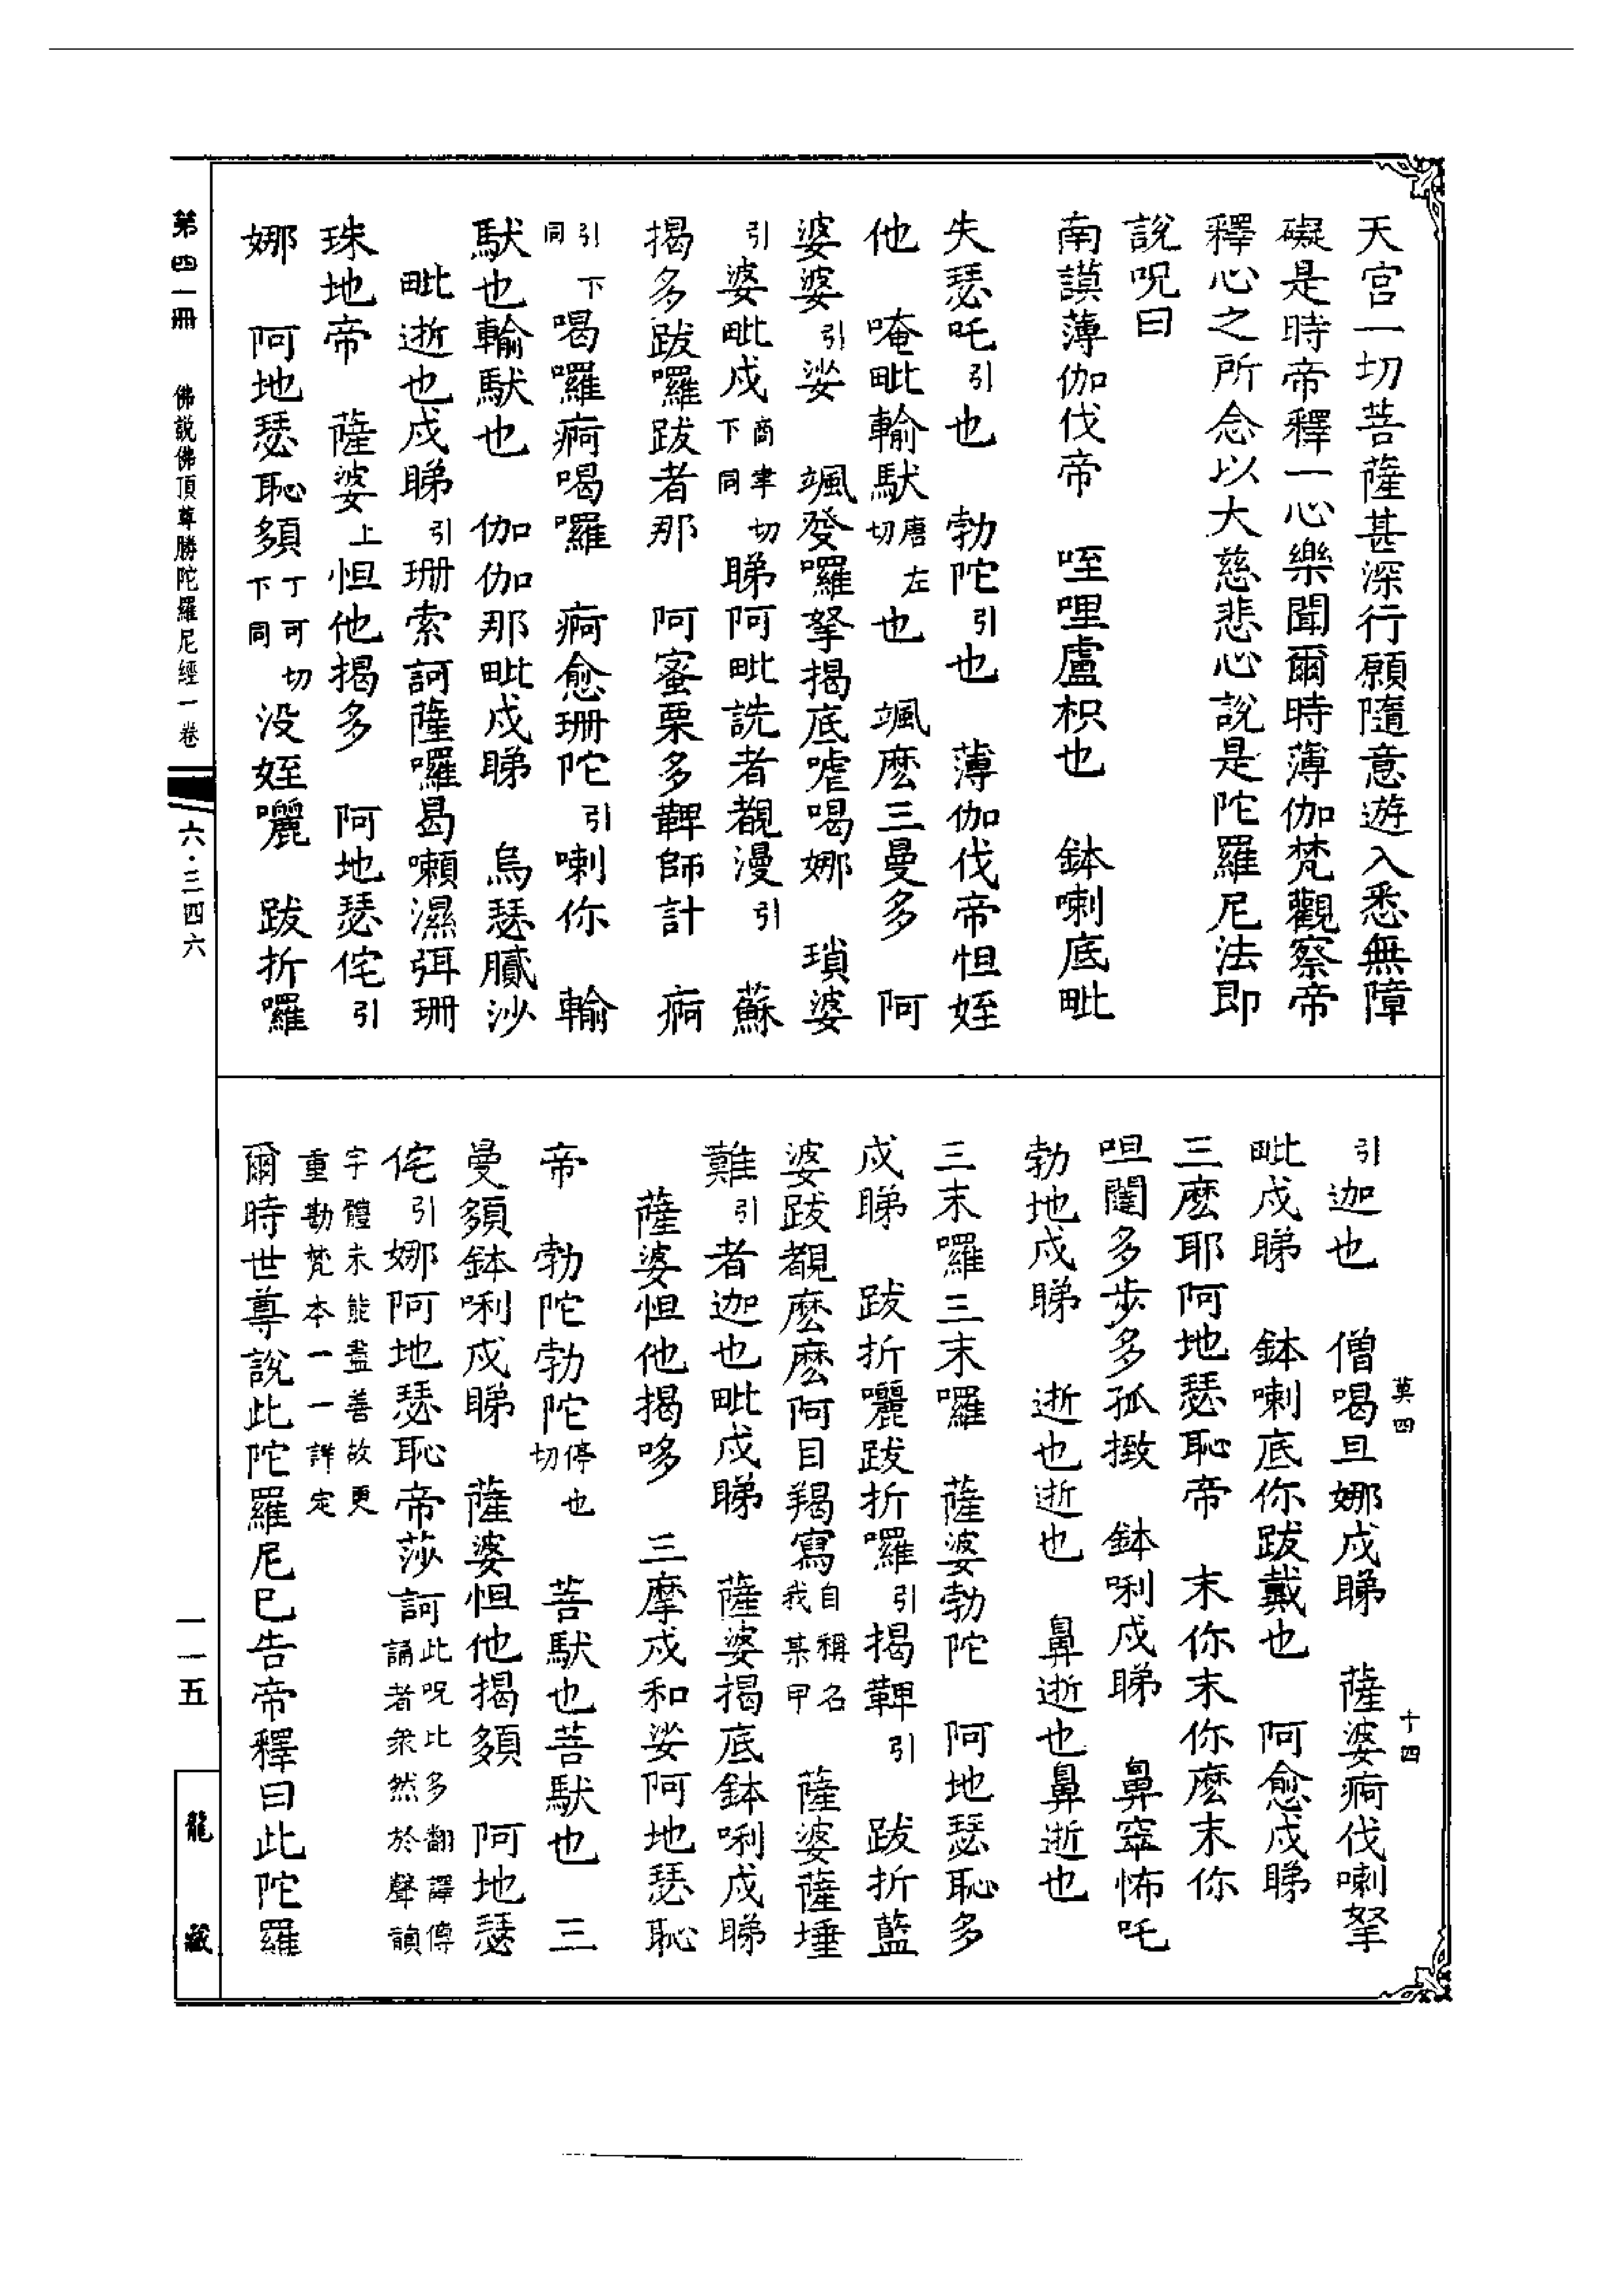 天宮一切菩薩甚深行願隨意遊入悉無障
礙是時帝釋一心樂聞爾時薄伽梵觀察帝
釋心之所念以大慈悲心說是陀羅尼法即
說呪曰
南謨薄伽伐帝　咥哩盧枳也　鉢喇底毗
失瑟吒引也　勃陀引也　薄伽伐帝怛姪
他　唵毗輸馱唐左切也　颯麽三曼多　阿
婆婆引娑　颯癹囉拏揭底嘊喝娜　瑣婆
引婆毗戍商聿切下同睇阿毗詵者覩漫引　蘇
揭多跋囉跋者那　阿蜜栗多鞞師計　痾
引下同喝囉痾喝囉　痾愈珊陀引喇你　輸
馱也輸馱也　伽伽那毗戍睇　烏瑟膩沙
毗逝也戍睇引珊索訶薩囉曷囇濕弭珊
珠地帝　薩婆上怛他揭多　阿地瑟侘引
娜　阿地瑟恥頞丁可切下同沒姪囇　跋折囉
引迦也　僧喝旦娜戍睇　薩婆痾伐喇拏
毗戍睇　鉢喇底你跋戴也　阿愈戍睇
三麽耶阿地瑟恥帝　末你末你麽末你
呾闥多步多孤撴　鉢唎戍睇　鼻窣怖吒
勃地戍睇　逝也逝也　鼻逝也鼻逝也
三末囉三末囉　薩婆勃陀　阿地瑟恥多
戍睇　跋折囇跋折囉引揭鞞引　跋折藍
婆跋覩麽麽阿目羯寫自稱名我某甲　薩婆薩埵
難引者迦也毗戍睇　薩婆揭底鉢唎戍睇
薩婆怛他揭哆　三摩戍和娑阿地瑟恥
帝　勃陀勃陀停也切　菩馱也菩馱也　三
曼頞鉢唎戍睇　薩婆怛他揭頞　阿地瑟
侘引娜阿地瑟恥帝莎訶此呪比多翻譯傳誦者眾然於聲韻
字體未能盡善故更重勘梵本一一詳定
爾時世尊說此陀羅尼已告帝釋曰此陀羅
莫四
十四
第四一冊　佛說佛頂尊勝陀羅尼經一卷
六·三四六
一一五
龍藏